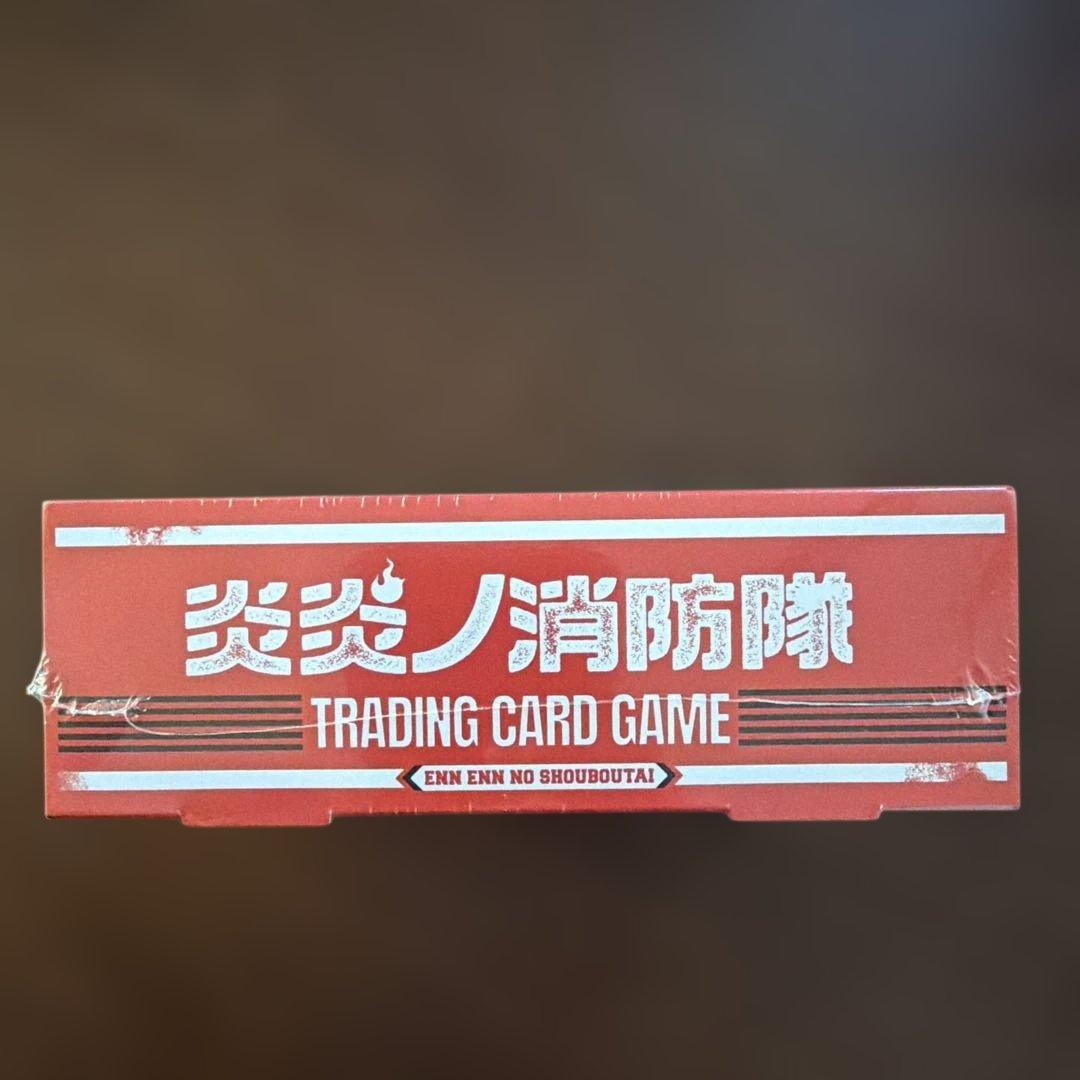 炎炎ノ消防隊
TRADING CARD GAME
ENN ENN NO SHOUBOUTAI